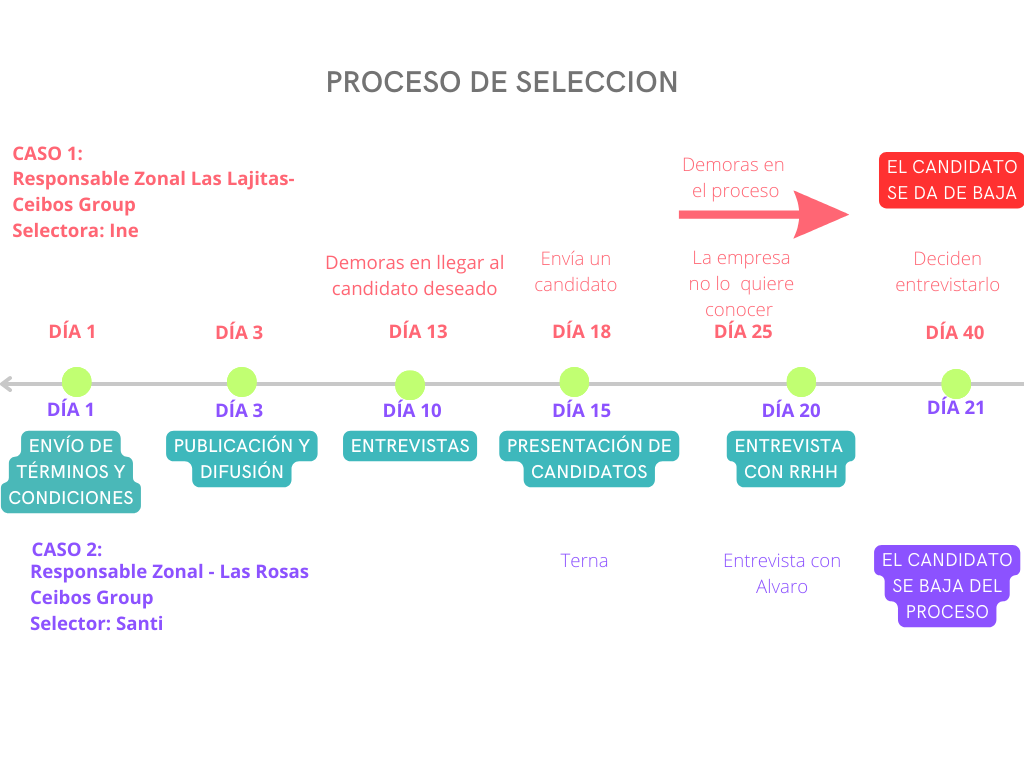 PROCESO DE SELECCION
CASO 1:
Responsable Zonal Las Lajitas-
Ceibos Group
Selectora: Ine
Demoras en
el proceso
EL CANDIDATO
SE DA DE BAJA
Demoras en llegar al
candidato deseado
Envía un
candidato
La empresa
no lo quiere
conocer
Deciden
entrevistarlo
DÍA 1
DÍA 3
DÍA 13
DÍA 18
DÍA 25
DÍA 40
DÍA 1
DÍA 3
DÍA 10
DÍA 15
DÍA 20
DÍA 21
ENVÍO DE
TÉRMINOS Y
CONDICIONES
PUBLICACIÓN Y
DIFUSIÓN
ENTREVISTAS
PRESENTACIÓN DE
CANDIDATOS
ENTREVISTA
CON RRHH
CASO 2:
Responsable Zonal - Las Rosas
Ceibos Group
Selector: Santi
Terna
Entrevista con
Alvaro
EL CANDIDATO
SE BAJA DEL
PROCESO